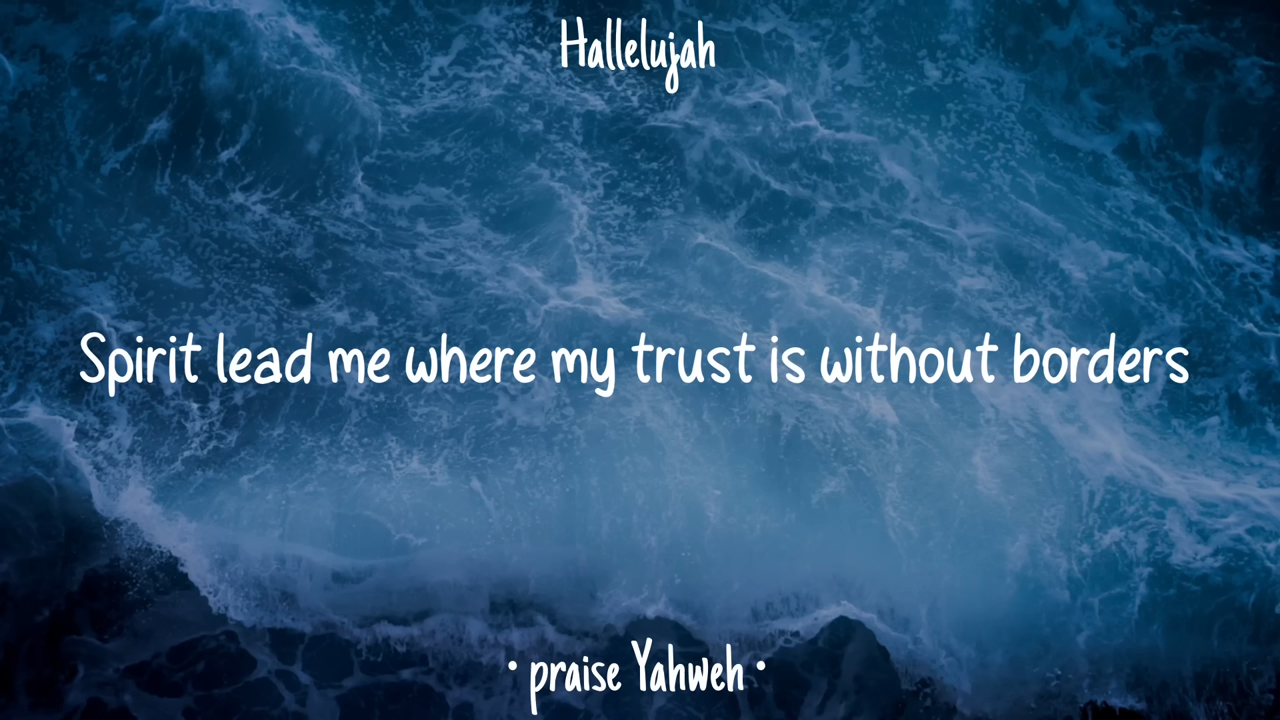 Hallelujah
Spirit lead me where my trust is without borders
• praise Yahweh •